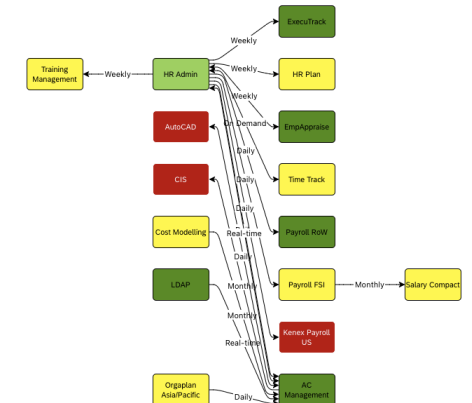 ExecuTrack
Weekly
Training
Management
Weekly
HR Admin
Weekly
HR Plan
Weekly
AutoCAD
On Demand
EmpAppraise
Daily
CIS
Daily
Time Track
Daily
Cost Modelling
Real-time
Payroll RoW
Daily
LDAP
Monthly
Payroll FSI
Monthly
Salary Compact
Monthly
Real-time
Kenex Payroll
US
Orgaplan
Asia/Pacific
Daily
AC
Management